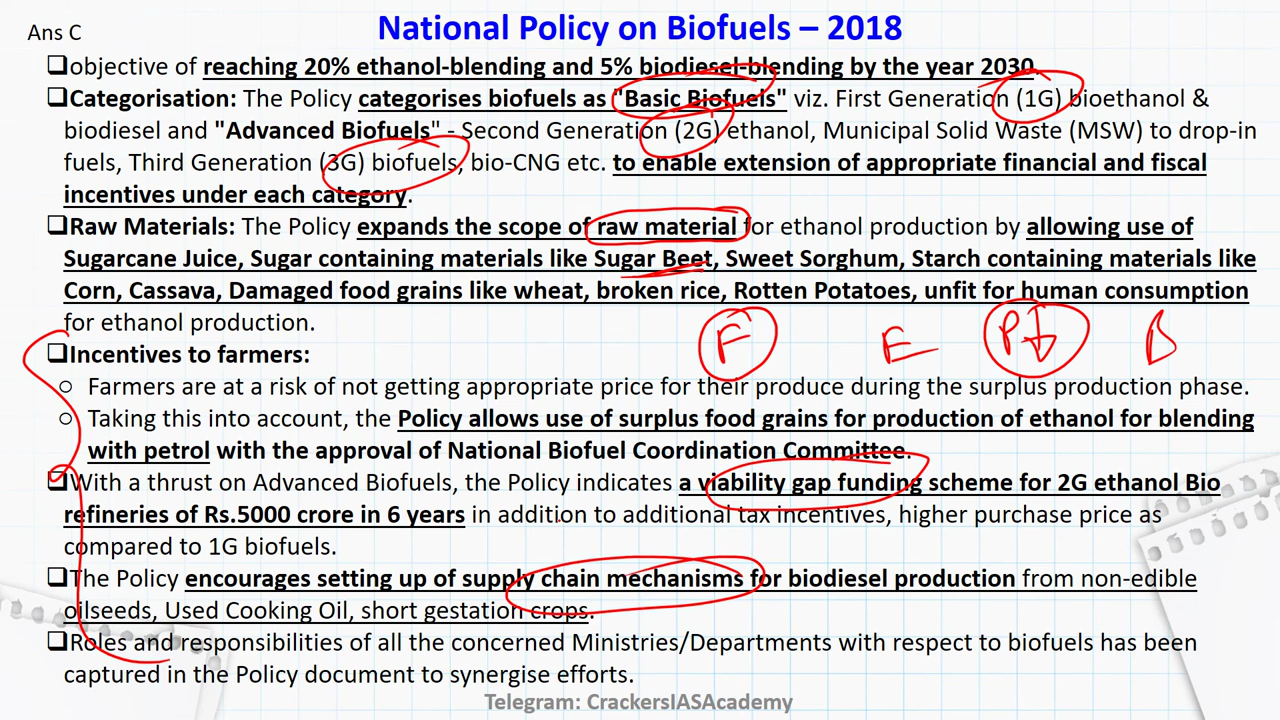 Ans C
National Policy on Biofuels – 2018
❑objective of reaching 20% ethanol-blending and 5% biodiesel-blending by the year 2030.
❑Categorisation: The Policy categorises biofuels as "Basic Biofuels" viz. First Generation (1G) bioethanol &
biodiesel and "Advanced Biofuels" - Second Generation (2G) ethanol, Municipal Solid Waste (MSW) to drop-in
fuels, Third Generation (3G) biofuels, bio-CNG etc. to enable extension of appropriate financial and fiscal
incentives under each category.
❑Raw Materials: The Policy expands the scope of raw material for ethanol production by allowing use of
Sugarcane Juice, Sugar containing materials like Sugar Beet, Sweet Sorghum, Starch containing materials like
Corn, Cassava, Damaged food grains like wheat, broken rice, Rotten Potatoes, unfit for human consumption
for ethanol production.
F E P↓ B
❑Incentives to farmers:
○ Farmers are at a risk of not getting appropriate price for their produce during the surplus production phase.
○ Taking this into account, the Policy allows use of surplus food grains for production of ethanol for blending
with petrol with the approval of National Biofuel Coordination Committee.
❑With a thrust on Advanced Biofuels, the Policy indicates a viability gap funding scheme for 2G ethanol Bio
refineries of Rs.5000 crore in 6 years in addition to additional tax incentives, higher purchase price as
compared to 1G biofuels.
❑The Policy encourages setting up of supply chain mechanisms for biodiesel production from non-edible
oilseeds, Used Cooking Oil, short gestation crops.
❑Roles and responsibilities of all the concerned Ministries/Departments with respect to biofuels has been
captured in the Policy document to synergise efforts.
Telegram: CrackersIASAcademy